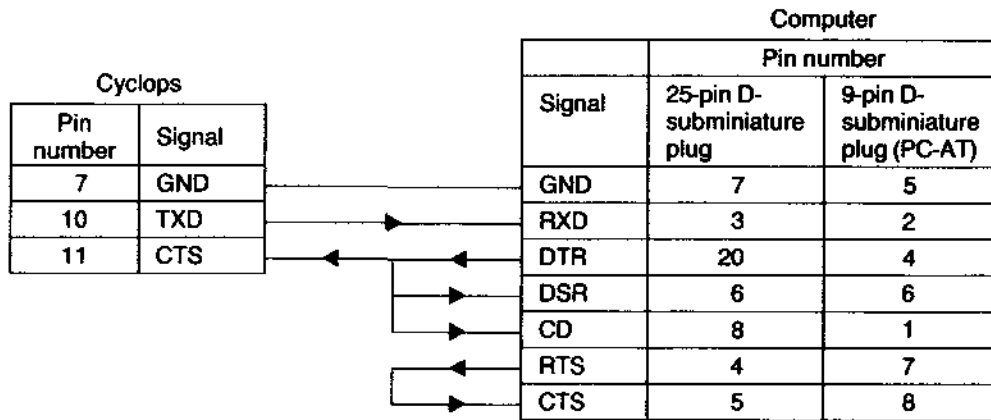 Computer
Pin number
Cyclops
Signal
25-pin D-
subminiature
plug
9-pin D-
subminiature
plug (PC-AT)
Pin
number
Signal
7 GND
10 TXD
11 CTS
GND 7 5
RXD 3 2
DTR 20 4
DSR 6 6
CD 8 1
RTS 4 7
CTS 5 8